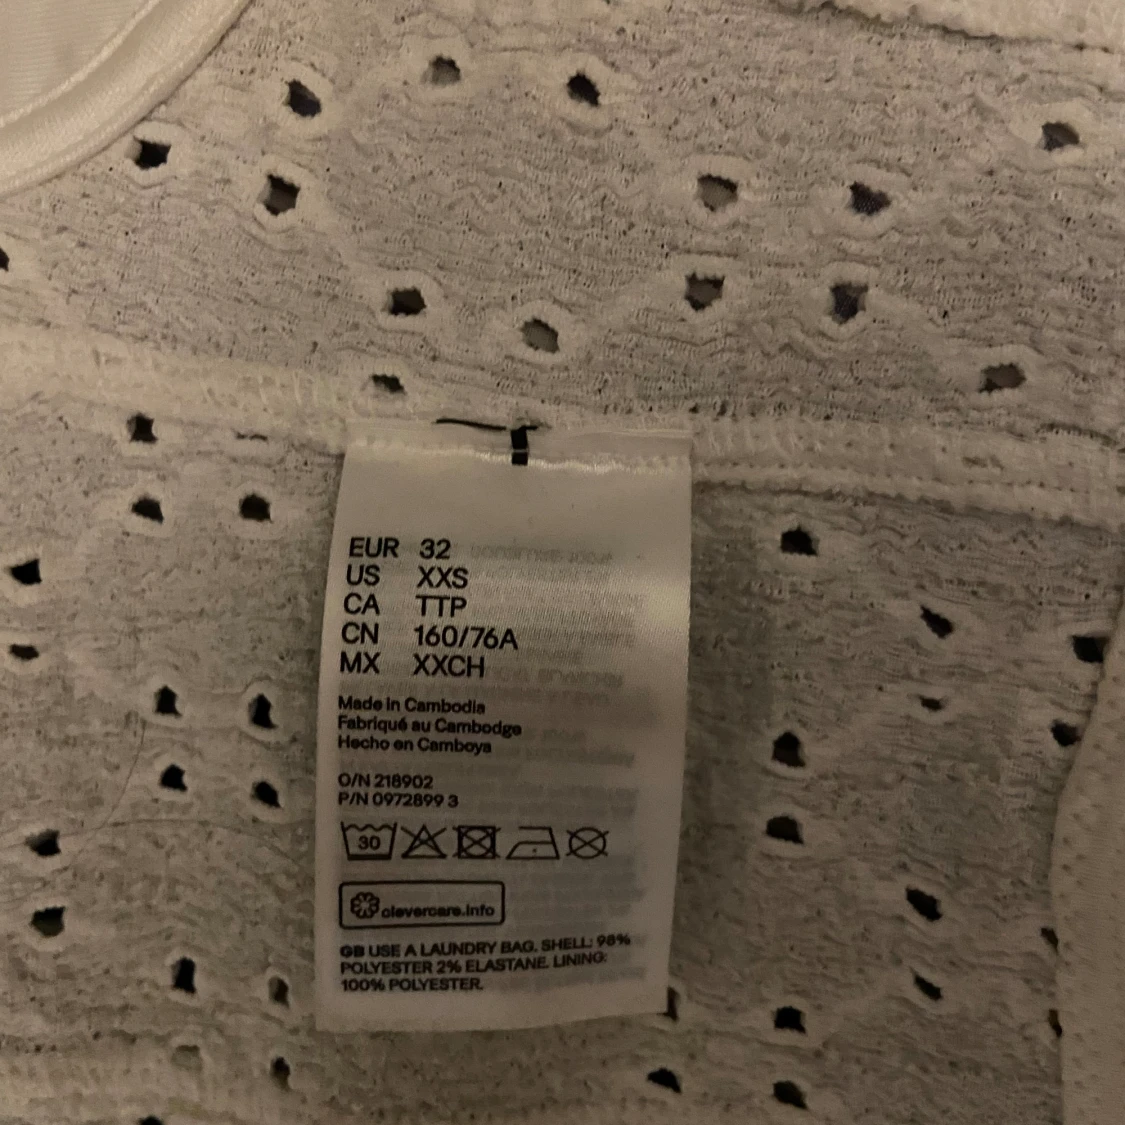 EUR 32
US XXS
CA TTP
CN 160/76A
MX XXCH
Made in Cambodia
Fabriqué au Cambodge
Hecho en Camboya
O/N 218902
P/N 0972899 3
30
clevercare.info
GB USE A LAUNDRY BAG. SHELL: 98%
POLYESTER 2% ELASTANE. LINING:
100% POLYESTER.